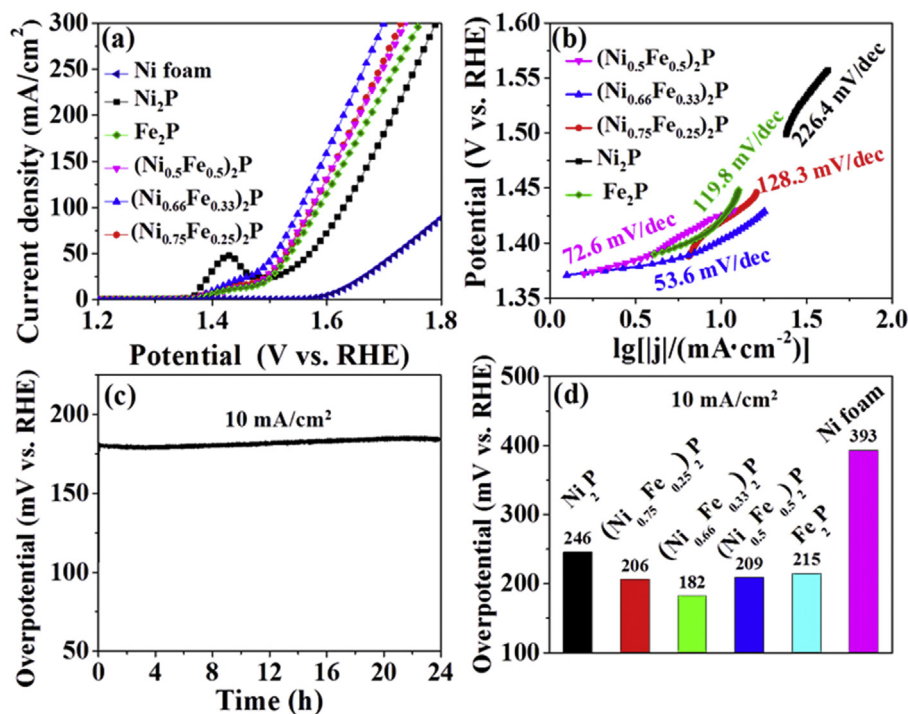 (a)
Ni foam
Ni₂P
Fe₂P
(Ni₀.₅Fe₀.₅)₂P
(Ni₀.₆₆Fe₀.₃₃)₂P
(Ni₀.₇₅Fe₀.₂₅)₂P
Current density (mA/cm²)
300
250
200
150
100
50
0
1.2
1.4
1.6
1.8
Potential (V vs. RHE)
(b)
(Ni₀.₅Fe₀.₅)₂P
(Ni₀.₆₆Fe₀.₃₃)₂P
(Ni₀.₇₅Fe₀.₂₅)₂P
Ni₂P
Fe₂P
226.4 mV/dec
119.8 mV/dec
128.3 mV/dec
72.6 mV/dec
53.6 mV/dec
Potential (V vs. RHE)
1.60
1.55
1.50
1.45
1.40
1.35
0.0
0.5
1.0
1.5
2.0
lg[|j|/(mA·cm⁻²)]
(c)
10 mA/cm²
Overpotential (mV vs. RHE)
200
150
100
50
0
4
8
12
16
20
24
Time (h)
(d)
10 mA/cm²
Overpotential (mV vs. RHE)
500
400
300
200
100
Ni₂P
(Ni₀.₇₅Fe₀.₂₅)₂P
(Ni₀.₆₆Fe₀.₃₃)₂P
(Ni₀.₅Fe₀.₅)₂P
Fe₂P
Ni foam
246
206
182
209
215
393